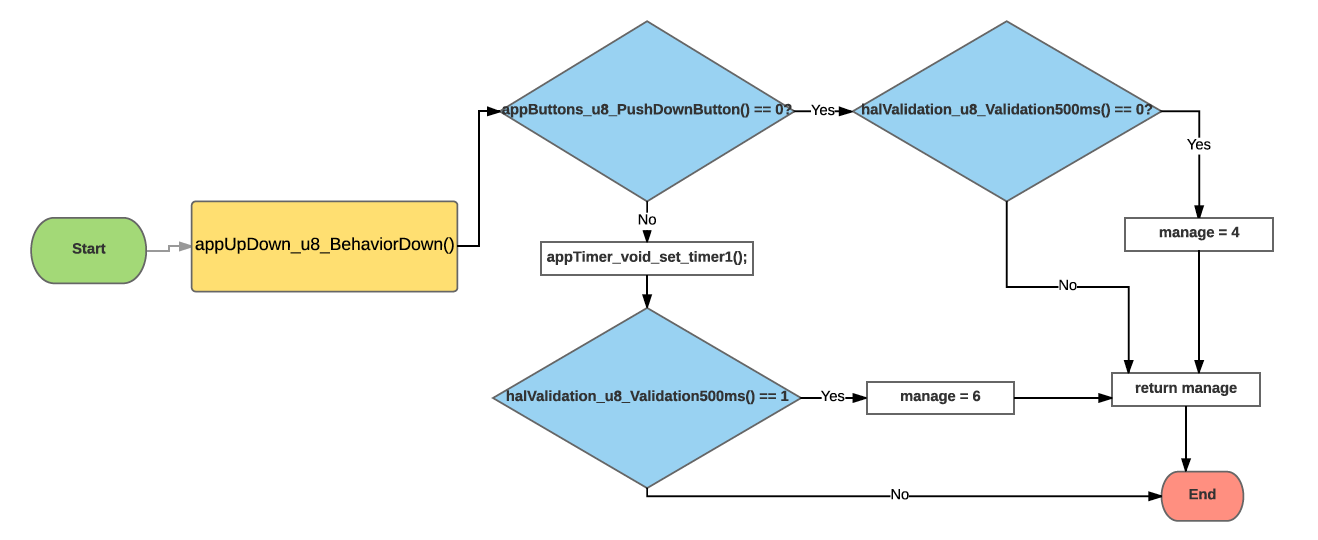 appButtons_u8_PushDownButton() == 0?
Yes
halValidation_u8_Validation500ms() == 0?
Yes
No
Start
appUpDown_u8_BehaviorDown()
manage = 4
appTimer_void_set_timer1();
No
halValidation_u8_Validation500ms() == 1
Yes
manage = 6
return manage
No
End